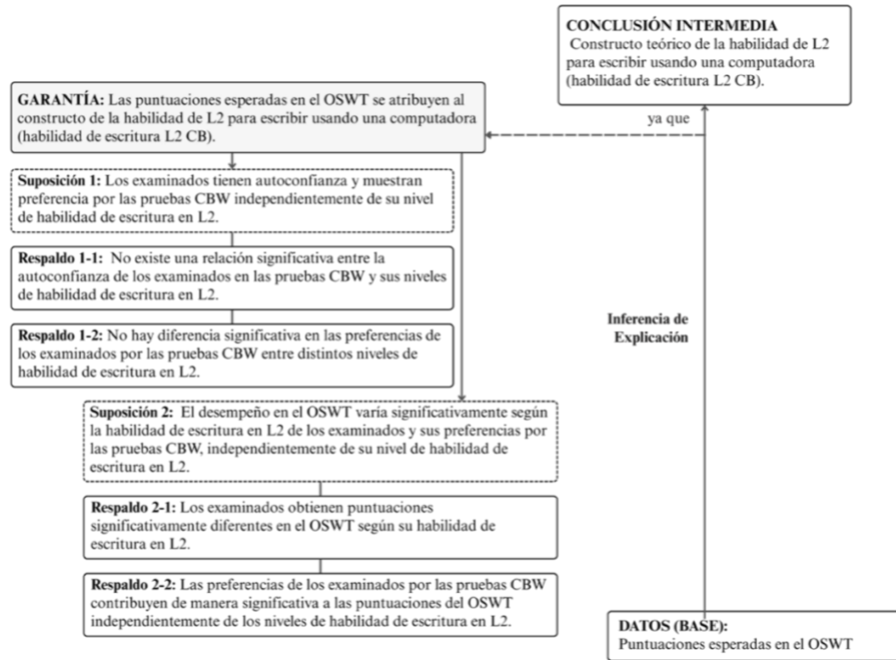 CONCLUSIÓN INTERMEDIA
Constructo teórico de la habilidad de L2
para escribir usando una computadora
(habilidad de escritura L2 CB).
GARANTÍA: Las puntuaciones esperadas en el OSWT se atribuyen al
constructo de la habilidad de L2 para escribir usando una computadora
(habilidad de escritura L2 CB).
ya que
Suposición 1: Los examinados tienen autoconfianza y muestran
preferencia por las pruebas CBW independientemente de su nivel
de habilidad de escritura en L2.
Respaldo 1-1: No existe una relación significativa entre la
autoconfianza de los examinados en las pruebas CBW y sus niveles
de habilidad de escritura en L2.
Respaldo 1-2: No hay diferencia significativa en las preferencias de
los examinados por las pruebas CBW entre distintos niveles de
habilidad de escritura en L2.
Inferencia de
Explicación
Suposición 2: El desempeño en el OSWT varía significativamente según
la habilidad de escritura en L2 de los examinados y sus preferencias por
las pruebas CBW, independientemente de su nivel de habilidad de
escritura en L2.
Respaldo 2-1: Los examinados obtienen puntuaciones
significativamente diferentes en el OSWT según su habilidad de
escritura en L2.
Respaldo 2-2: Las preferencias de los examinados por las pruebas CBW
contribuyen de manera significativa a las puntuaciones del OSWT
independientemente de los niveles de habilidad de escritura en L2.
DATOS (BASE):
Puntuaciones esperadas en el OSWT